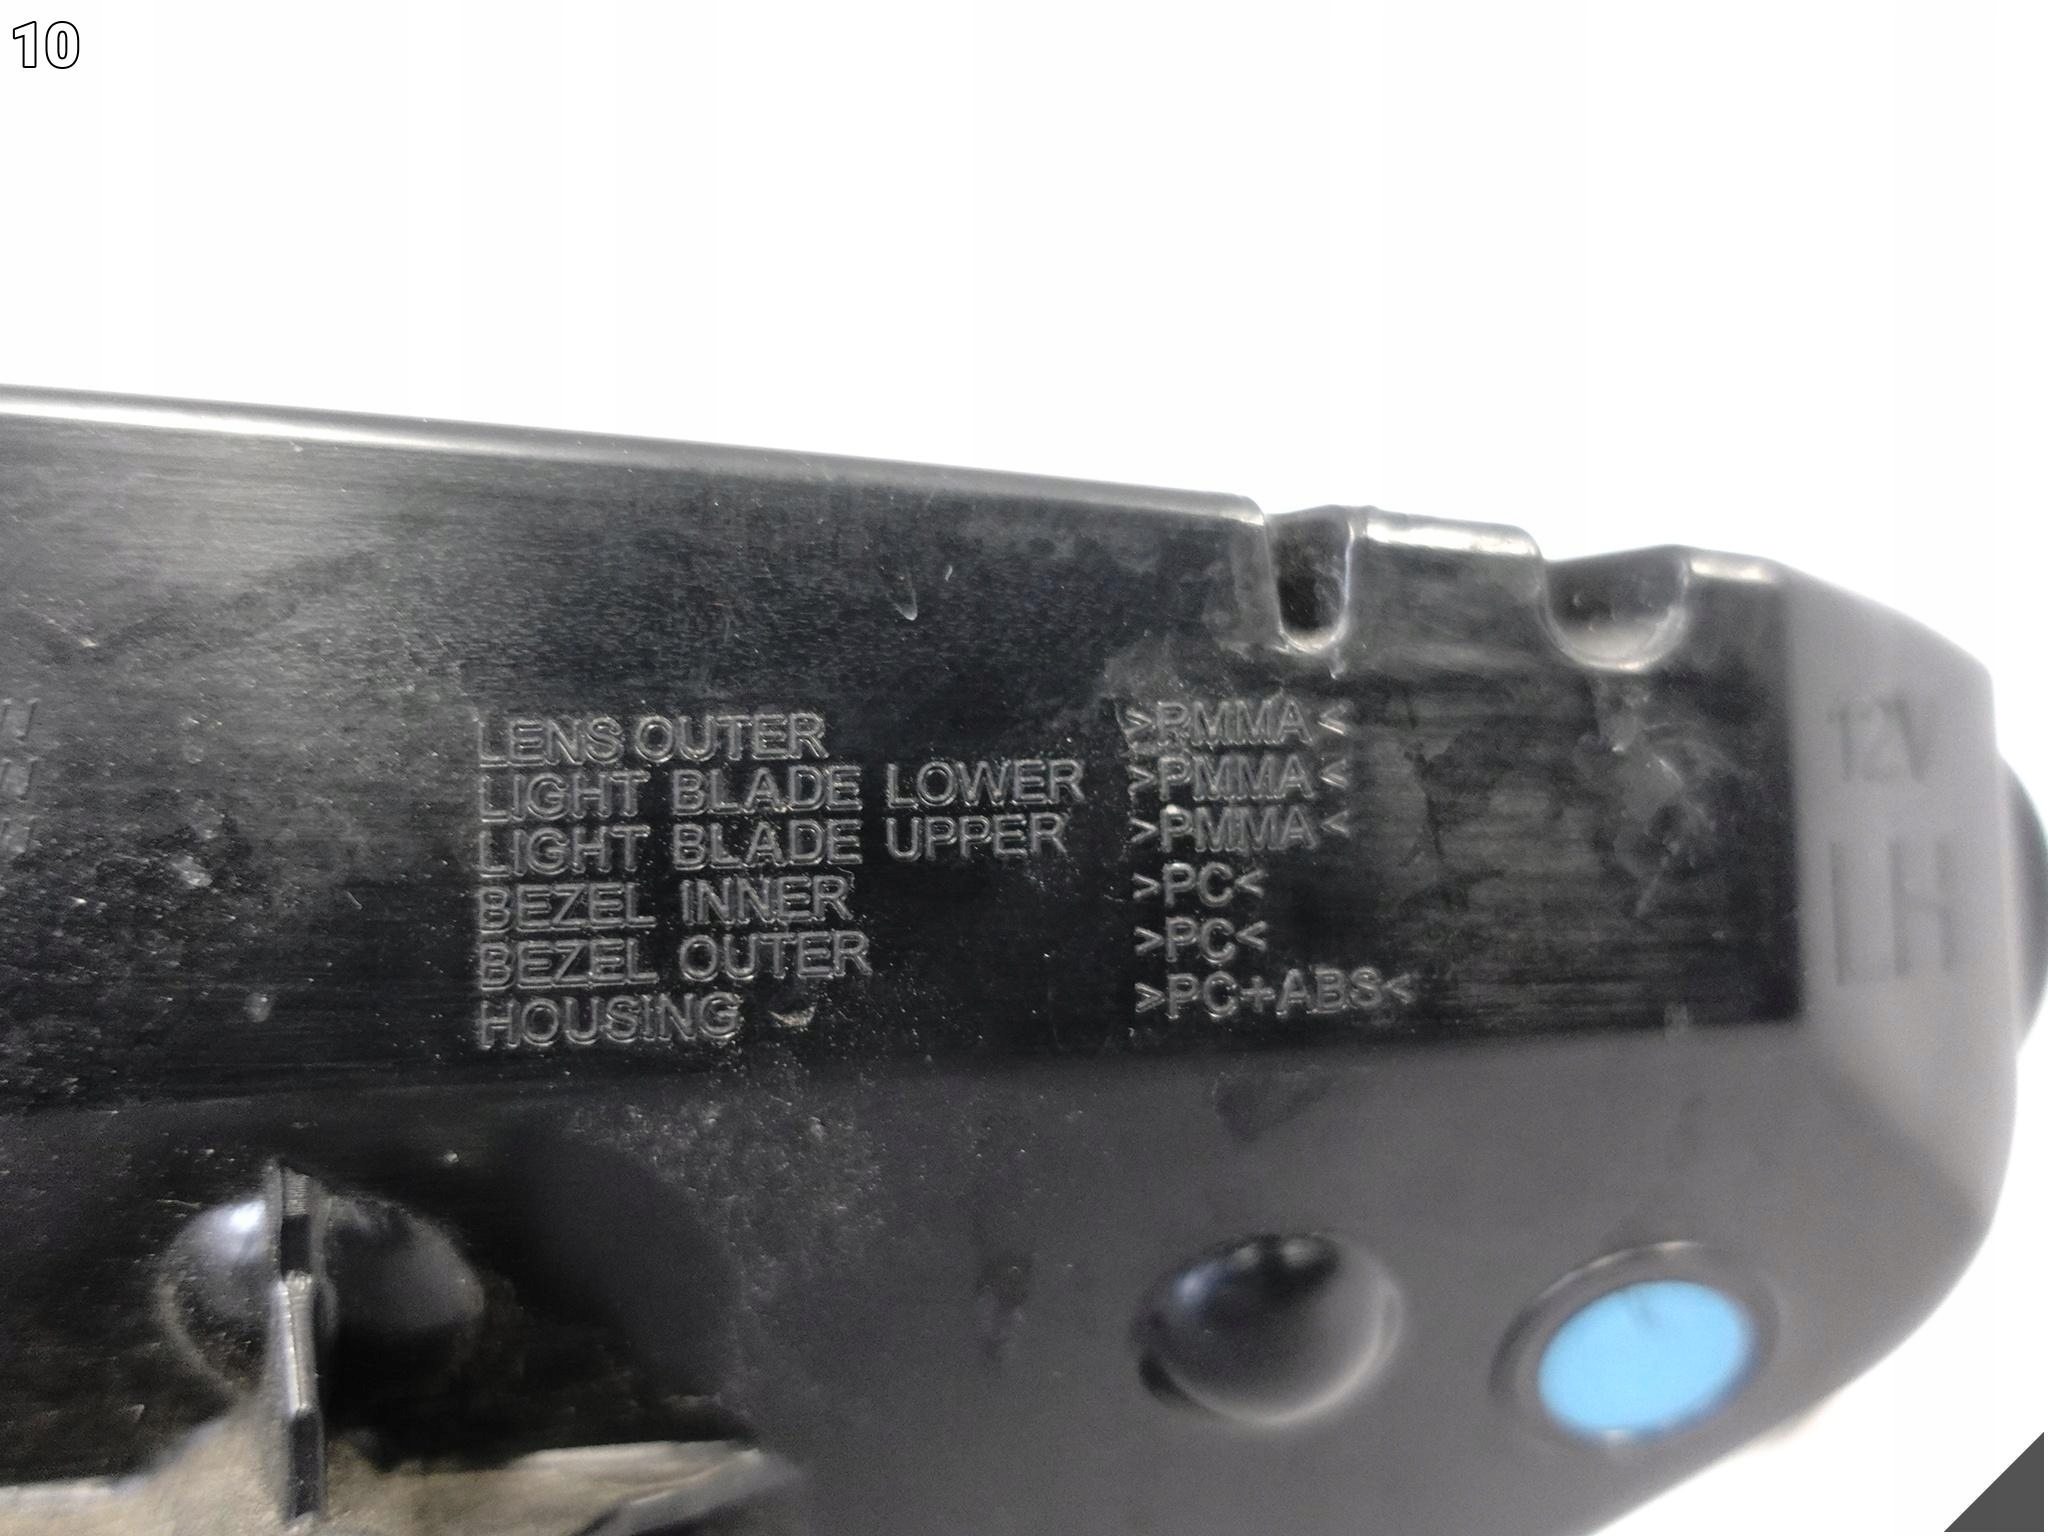 10
LENS OUTER >PMMA<
LIGHT BLADE LOWER >PMMA<
LIGHT BLADE UPPER >PMMA<
BEZEL INNER >PC<
BEZEL OUTER >PC<
HOUSING >PC+ABS<
12V
LH